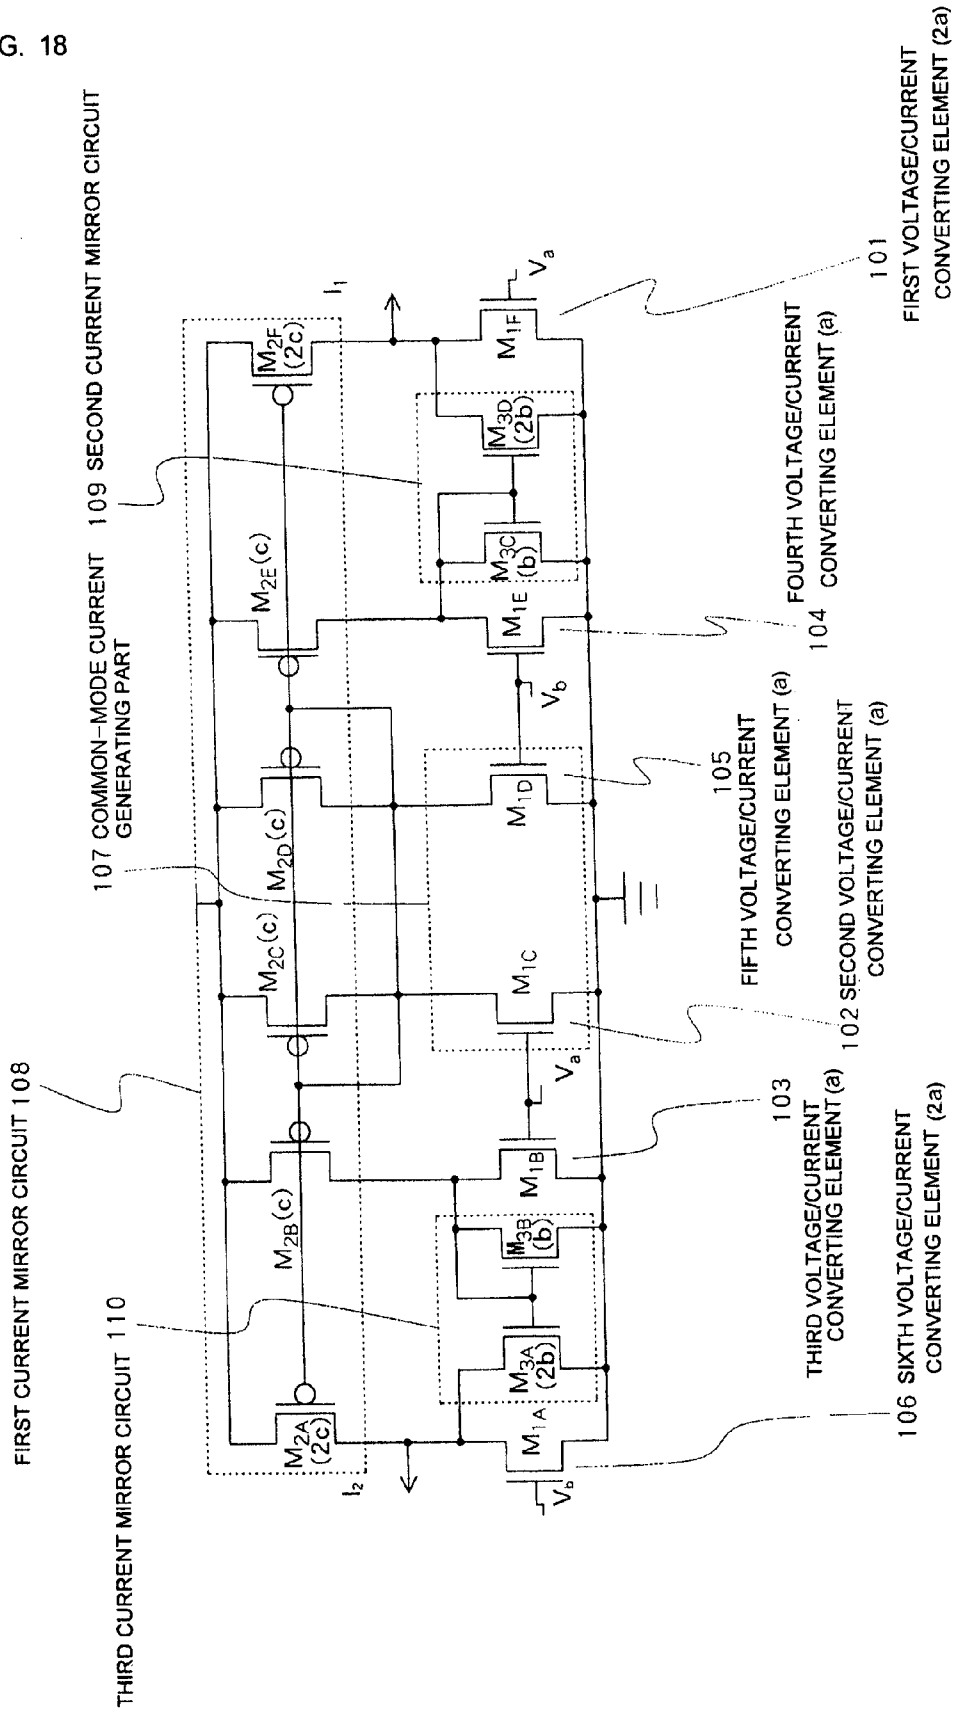 G. 18
FIRST CURRENT MIRROR CIRCUIT 108
THIRD CURRENT MIRROR CIRCUIT 110
107 COMMON-MODE CURRENT
GENERATING PART
109 SECOND CURRENT MIRROR CIRCUIT
I2
M2A
(2c)
M2B(c)
M2C(c)
M2D(c)
M2E(c)
M2F
(2c)
I1
Vb
M1A
M3A
(2b)
M3B
(b)
M1B
Va
M1C
M1D
Vb
M1E
M3C
(b)
M3D
(2b)
M1F
Va
106 SIXTH VOLTAGE/CURRENT
CONVERTING ELEMENT (2a)
103
THIRD VOLTAGE/CURRENT
CONVERTING ELEMENT(a)
102 SECOND VOLTAGE/CURRENT
CONVERTING ELEMENT (a)
105
FIFTH VOLTAGE/CURRENT
CONVERTING ELEMENT (a)
104
FOURTH VOLTAGE/CURRENT
CONVERTING ELEMENT (a)
101
FIRST VOLTAGE/CURRENT
CONVERTING ELEMENT (2a)